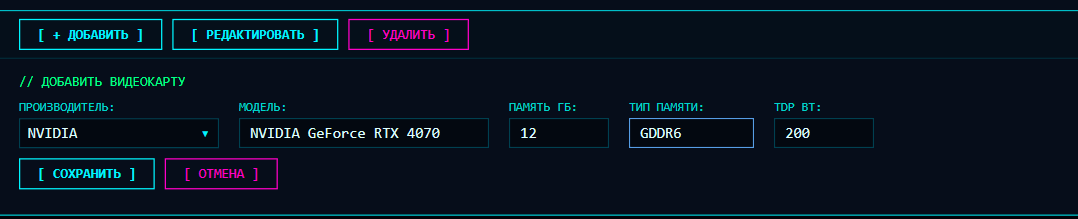 [ + ДОБАВИТЬ ] [ РЕДАКТИРОВАТЬ ] [ УДАЛИТЬ ]
// ДОБАВИТЬ ВИДЕОКАРТУ
ПРОИЗВОДИТЕЛЬ: МОДЕЛЬ: ПАМЯТЬ ГБ: ТИП ПАМЯТИ: TDP ВТ:
NVIDIA ▼ NVIDIA GeForce RTX 4070 12 GDDR6 200
[ СОХРАНИТЬ ] [ ОТМЕНА ]